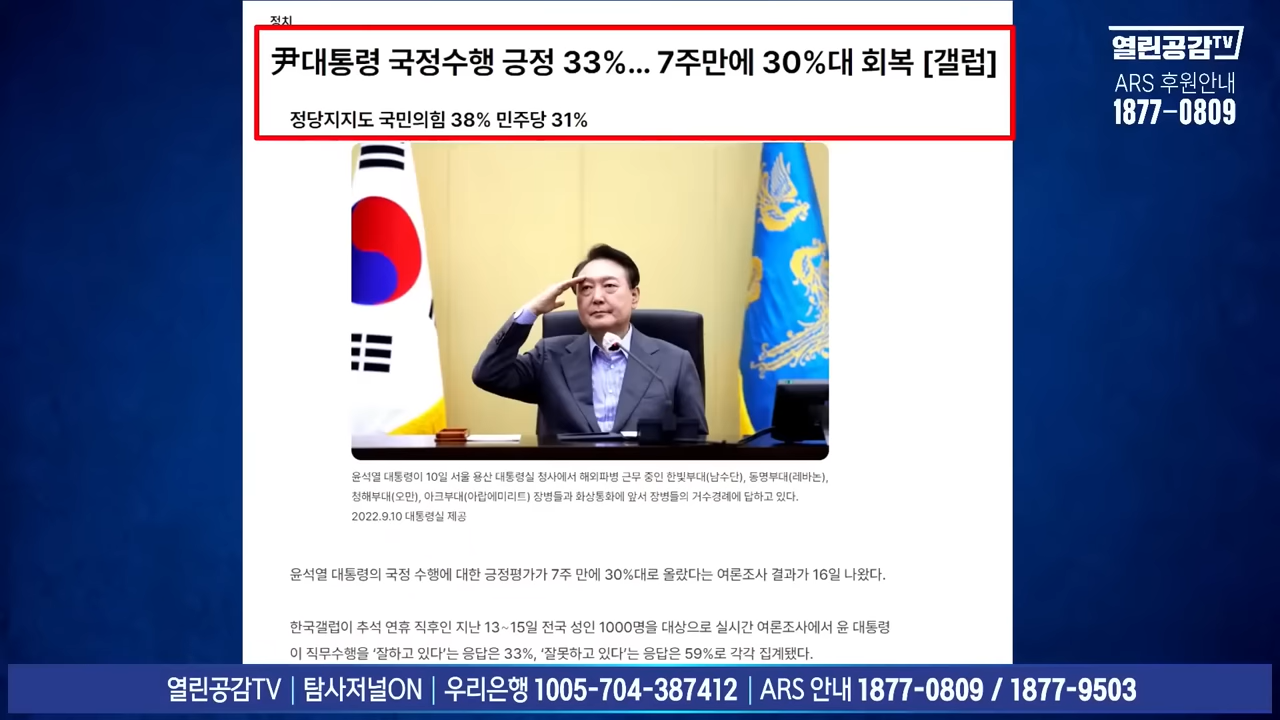 정치
尹대통령 국정수행 긍정 33%... 7주만에 30%대 회복 [갤럽]
정당지지도 국민의힘 38% 민주당 31%
열린공감TV
ARS 후원안내
1877-0809
윤석열 대통령이 10일 서울 용산 대통령실 청사에서 해외파병 근무 중인 한빛부대(남수단), 동명부대(레바논),
청해부대(오만), 아크부대(아랍에미리트) 장병들과 화상통화에 앞서 장병들의 거수경례에 답하고 있다.
2022.9.10 대통령실 제공
윤석열 대통령의 국정 수행에 대한 긍정평가가 7주 만에 30%대로 올랐다는 여론조사 결과가 16일 나왔다.
한국갤럽이 추석 연휴 직후인 지난 13~15일 전국 성인 1000명을 대상으로 실시간 여론조사에서 윤 대통령
이 직무수행을 ‘잘하고 있다’는 응답은 33%, ‘잘못하고 있다’는 응답은 59%로 각각 집계됐다.
열린공감TV | 탐사저널ON | 우리은행 1005-704-387412 | ARS 안내 1877-0809 / 1877-9503